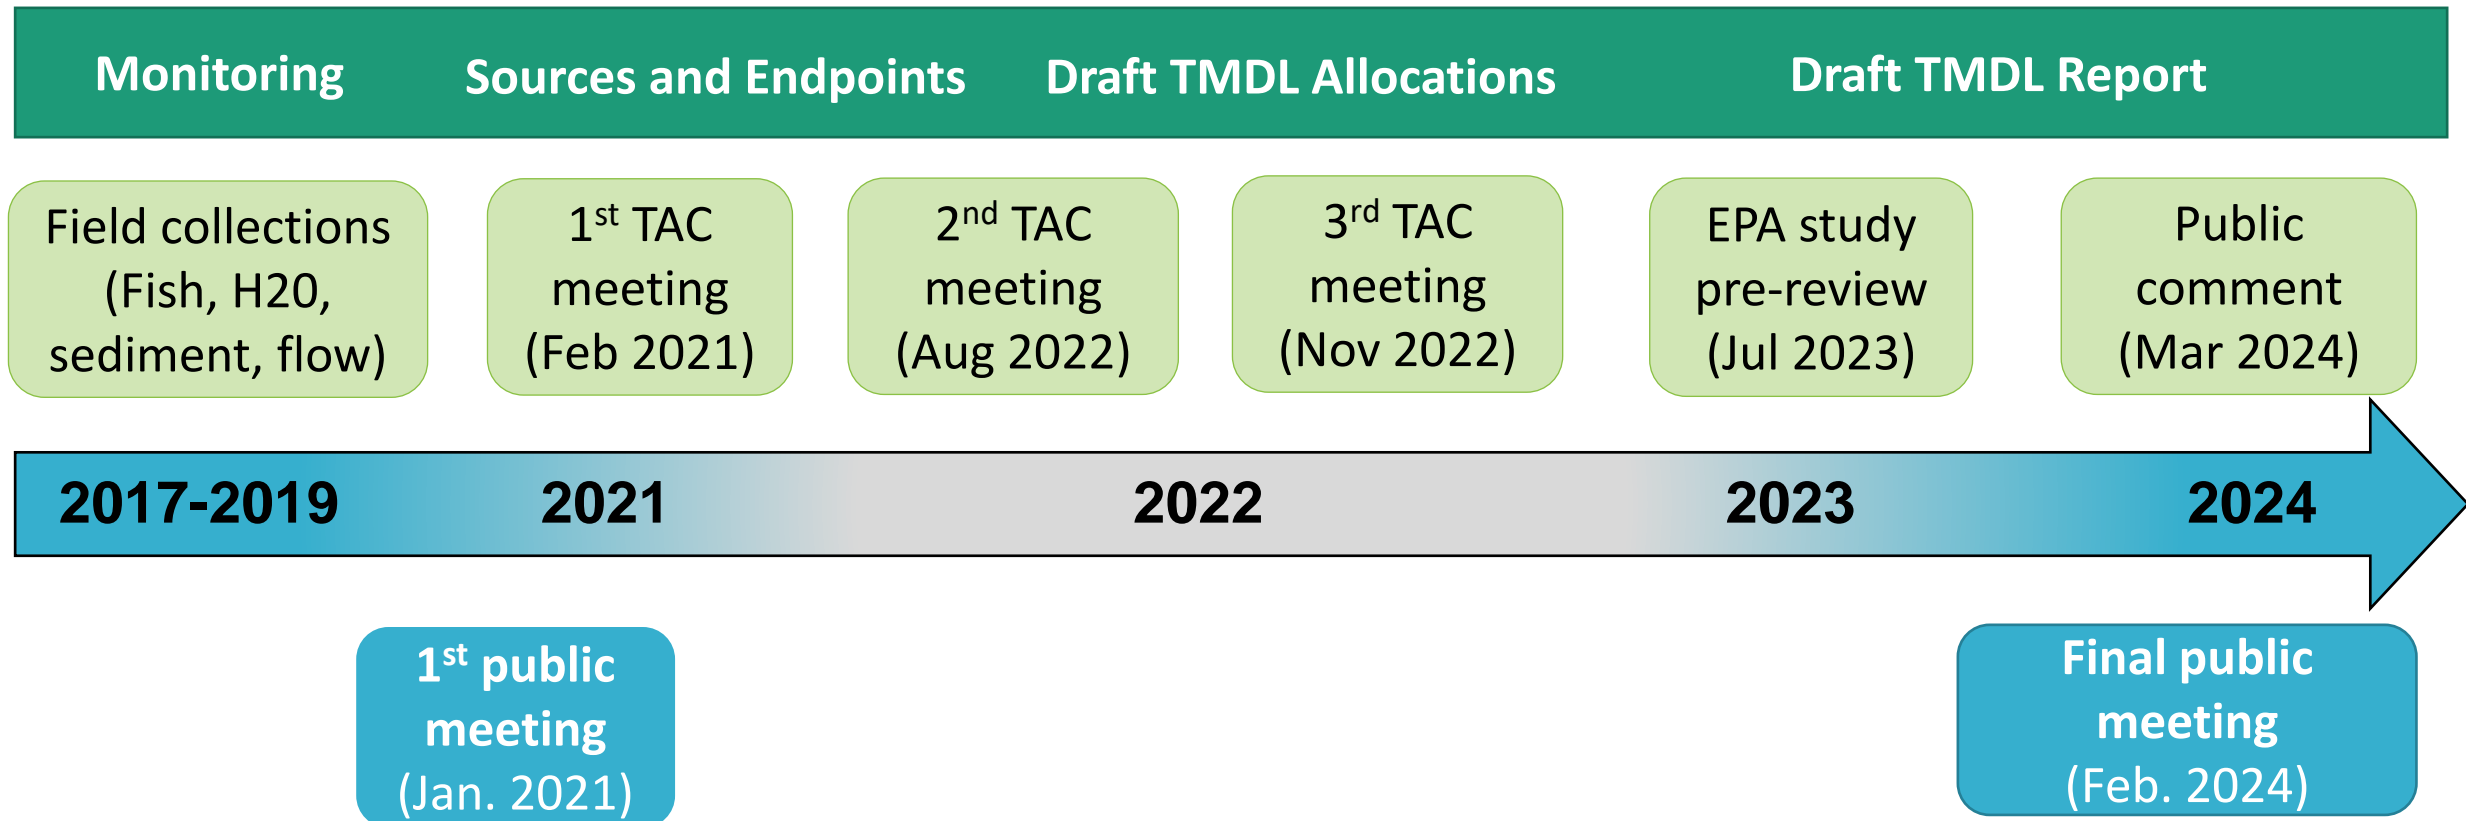 Monitoring
Sources and Endpoints
Draft TMDL Allocations
Draft TMDL Report
Field collections
(Fish, H20,
sediment, flow)
1st TAC
meeting
(Feb 2021)
2nd TAC
meeting
(Aug 2022)
3rd TAC
meeting
(Nov 2022)
EPA study
pre-review
(Jul 2023)
Public
comment
(Mar 2024)
2017-2019
2021
2022
2023
2024
1st public
meeting
(Jan. 2021)
Final public
meeting
(Feb. 2024)